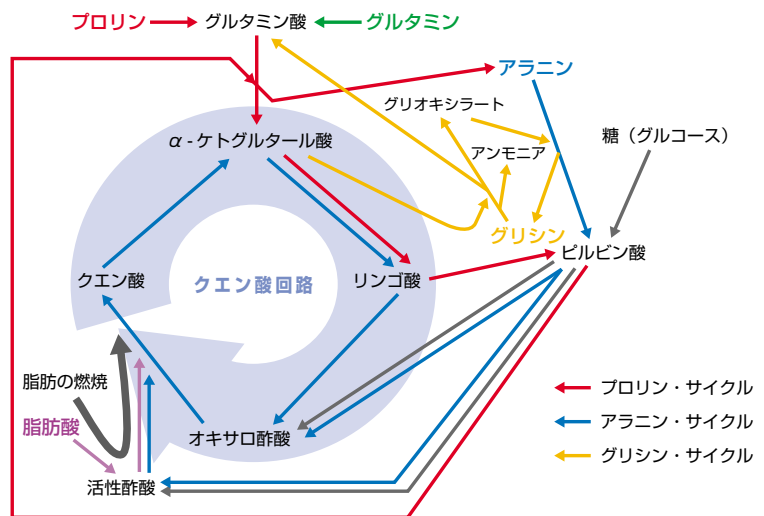 プロリン
グルタミン酸
グルタミン
アラニン
グリオキシラート
アンモニア
糖（グルコース）
α-ケトグルタール酸
グリシン
ピルビン酸
クエン酸
クエン酸回路
リンゴ酸
脂肪の燃焼
脂肪酸
オキサロ酢酸
活性酢酸
プロリン・サイクル
アラニン・サイクル
グリシン・サイクル